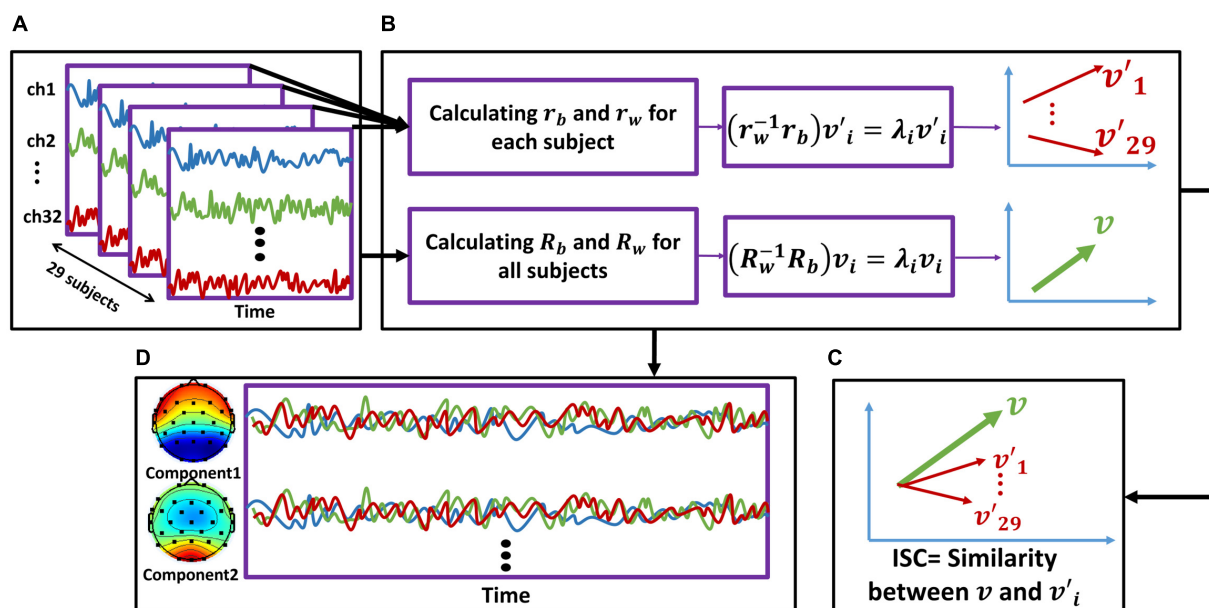 A
ch1
ch2
⋮
ch32
29 subjects
Time
B
Calculating r_b and r_w for
each subject
(r_w^{-1} r_b)v'_i = λ_i v'_i
v'_1
⋮
v'_29
Calculating R_b and R_w for
all subjects
(R_w^{-1} R_b)v_i = λ_i v_i
v
D
Component1
Component2
Time
C
v
v'_1
⋮
v'_29
ISC= Similarity
between v and v'_i